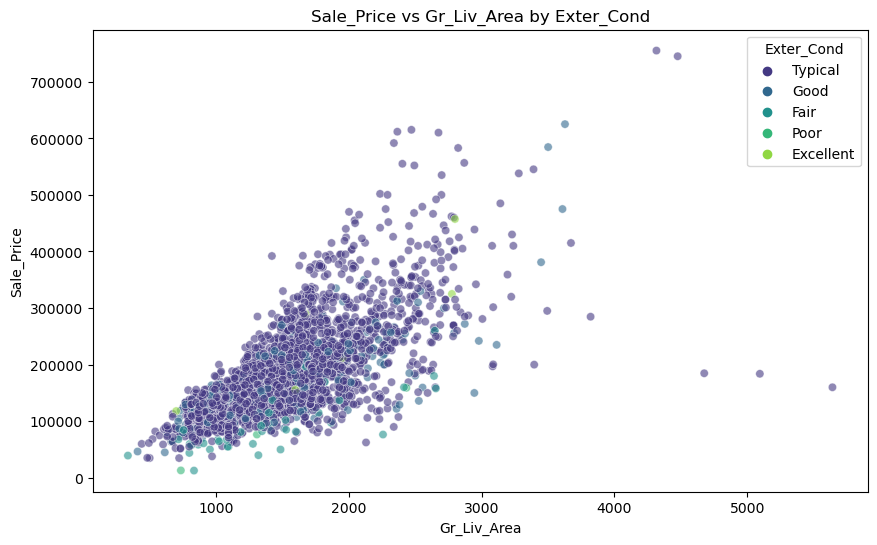 Sale_Price vs Gr_Liv_Area by Exter_Cond
Exter_Cond
Typical
Good
Fair
Poor
Excellent
Sale_Price
700000
600000
500000
400000
300000
200000
100000
0
1000
2000
3000
4000
5000
Gr_Liv_Area